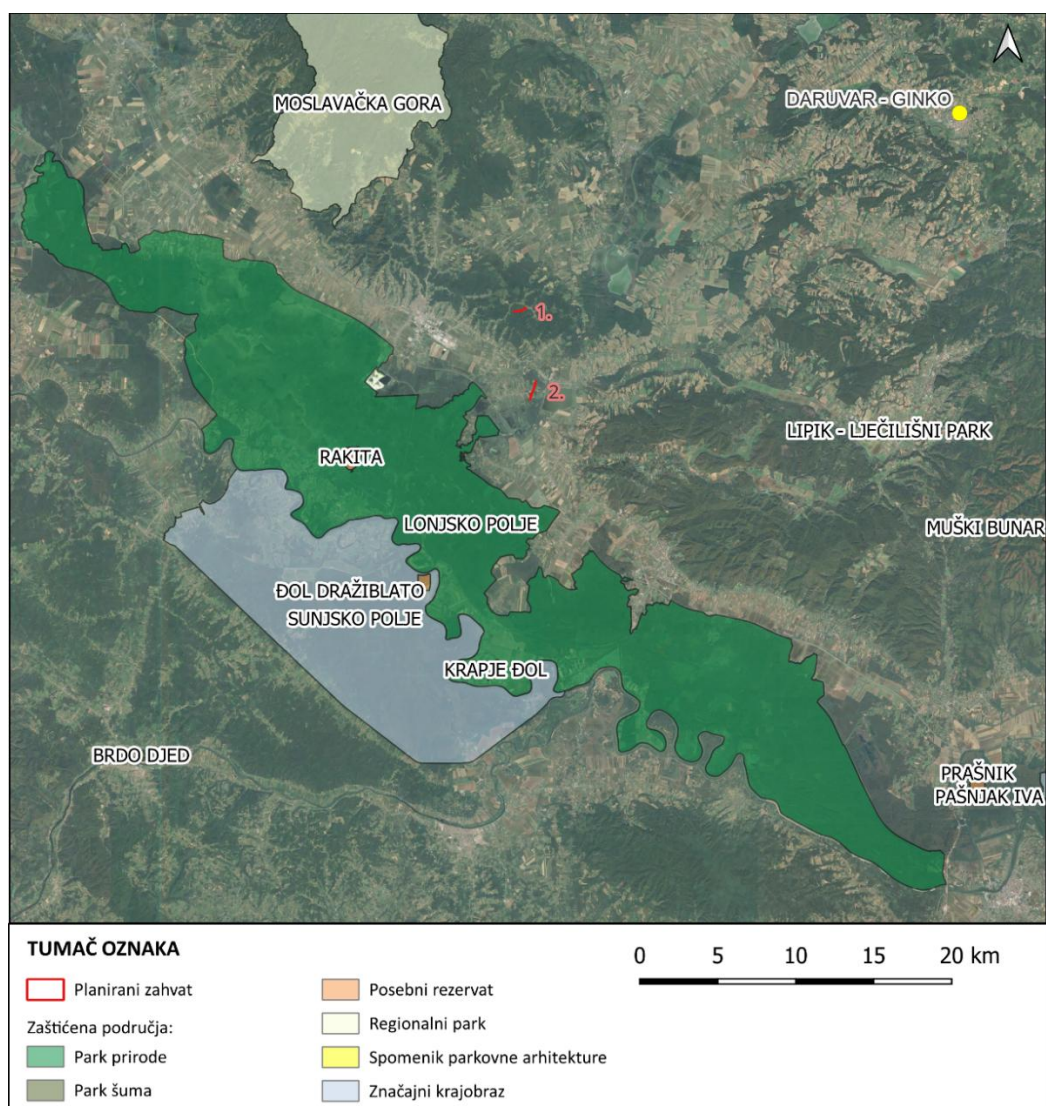 MOSLAVAČKA GORA
DARUVAR - GINKO
1.
2.
LIPIK - LJEČILIŠNI PARK
RAKITA
LONJSKO POLJE
MUŠKI BUNAR
ĐOL DRAŽIBLATO
SUNJSKO POLJE
KRAPJE ĐOL
BRDO DJED
PRAŠNIK
PAŠNJAK IVA
TUMAČ OZNAKA
Planirani zahvat
Zaštićena područja:
Park prirode
Park šuma
Posebni rezervat
Regionalni park
Spomenik parkovne arhitekture
Značajni krajobraz
0 5 10 15 20 km